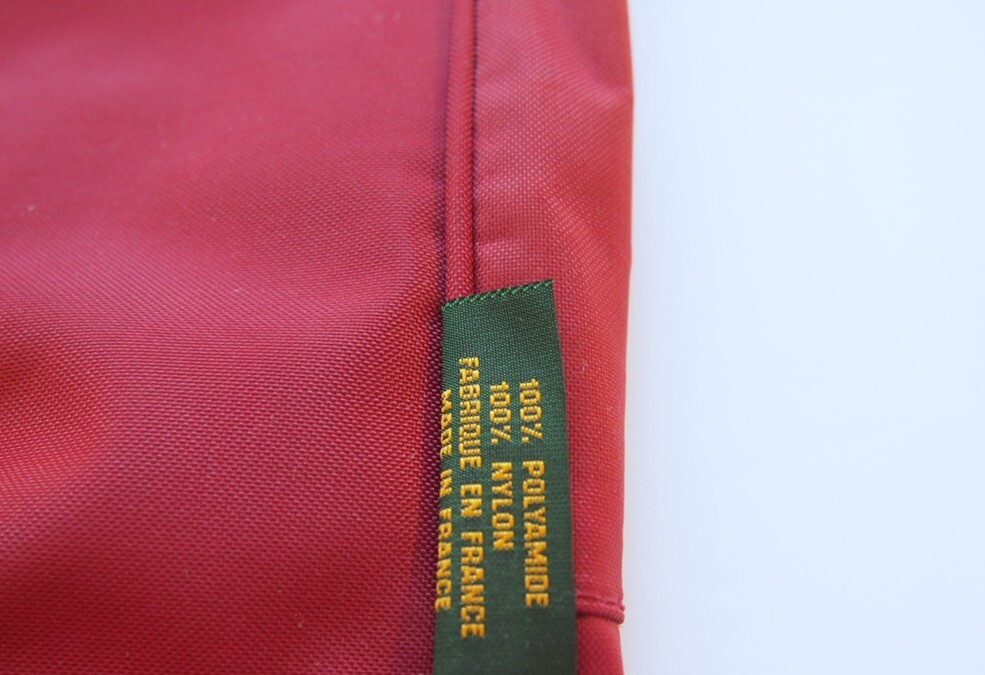 100% POLYAMIDE
100% NYLON
FABRIQUE EN FRANCE
MADE IN FRANCE